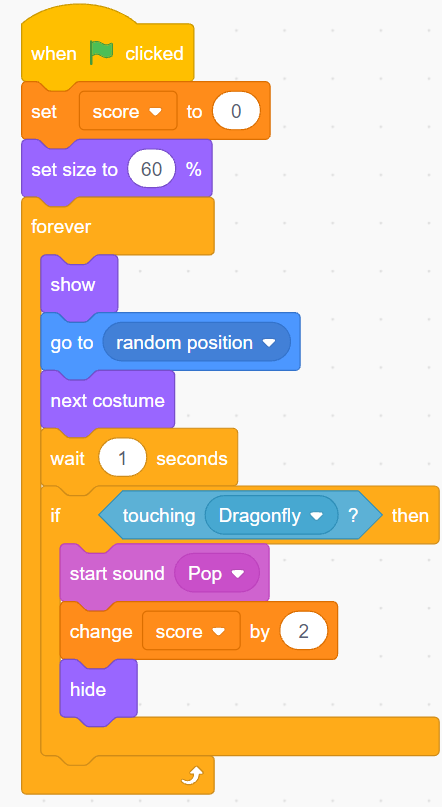 when clicked
set score to 0
set size to 60 %
forever
show
go to random position
next costume
wait 1 seconds
if touching Dragonfly ? then
start sound Pop
change score by 2
hide